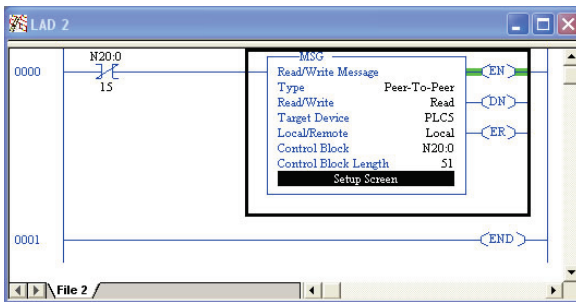 LAD 2
N20:0
0000
15
MSG
Read/Write Message
Type Peer-To-Peer
Read/Write Read
Target Device PLC5
Local/Remote Local
Control Block N20:0
Control Block Length 51
Setup Screen
EN
DN
ER
0001
END
File 2